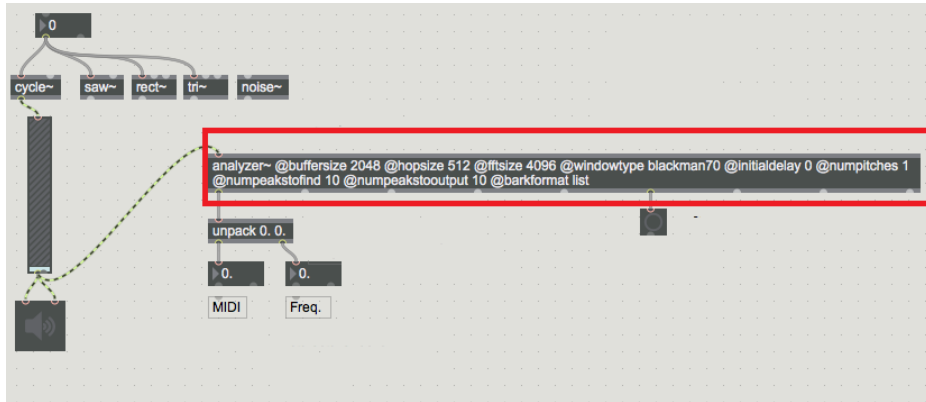 0
cycle~ saw~ rect~ tri~ noise~
analyzer~ @buffersize 2048 @hopsize 512 @fftsize 4096 @windowtype blackman70 @initialdelay 0 @numpitches 1
@numpeakstofind 10 @numpeakstooutput 10 @barkformat list
unpack 0. 0.
0. 0.
MIDI Freq.